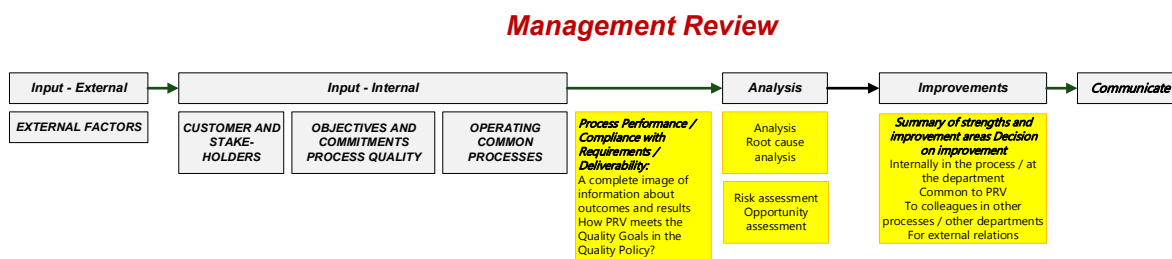 Management Review
Input - External
Input - Internal
Analysis
Improvements
Communicate
EXTERNAL FACTORS
CUSTOMER AND
STAKE-
HOLDERS
OBJECTIVES AND
COMMITMENTS
PROCESS QUALITY
OPERATING
COMMON
PROCESSES
Process Performance /
Compliance with
Requirements /
Deliverability:
A complete image of
information about
outcomes and results
How PRV meets the
Quality Goals in the
Quality Policy?
Analysis
Root cause
analysis
Risk assessment
Opportunity
assessment
Summary of strengths and
improvement areas Decision
on improvement
Internally in the process / at
the department
Common to PRV
To colleagues in other
processes / other departments
For external relations